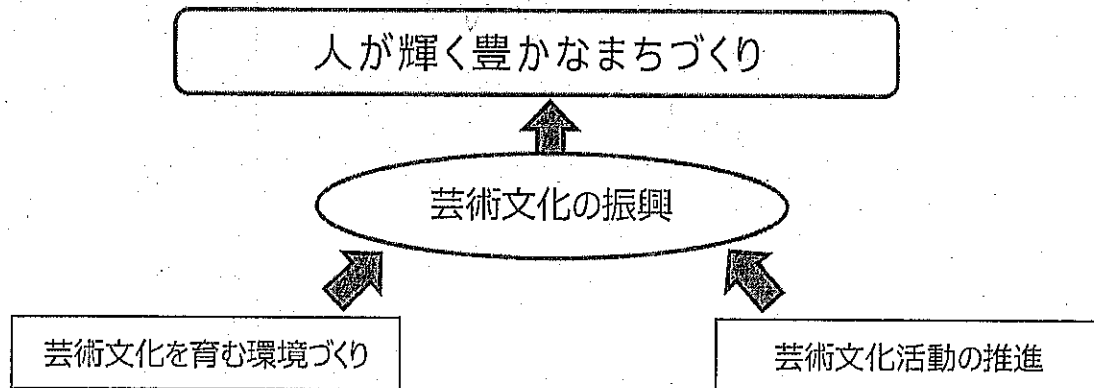 人が輝く豊かなまちづくり
芸術文化の振興
芸術文化を育む環境づくり
芸術文化活動の推進